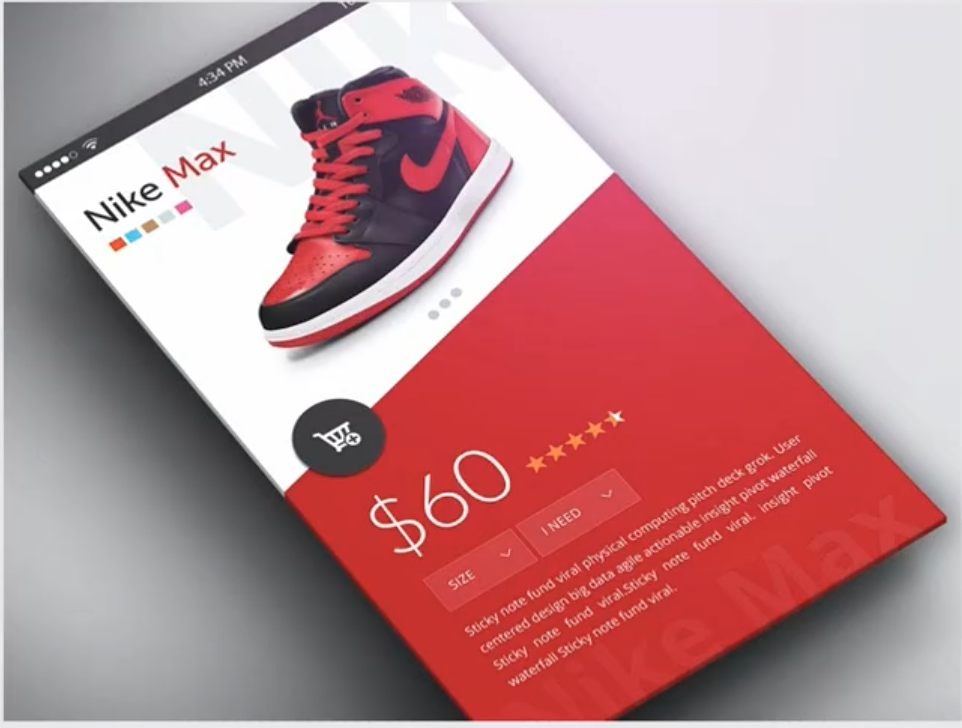 4:34 PM
Nike Max
$60
SIZE
I NEED
Sticky note fund viral physical computing pitch deck grok. User
centered design big data agile actionable insight pivot waterfall
Sticky note fund viral.Sticky note fund viral. insight pivot
waterfall Sticky note fund viral.
Nike Max